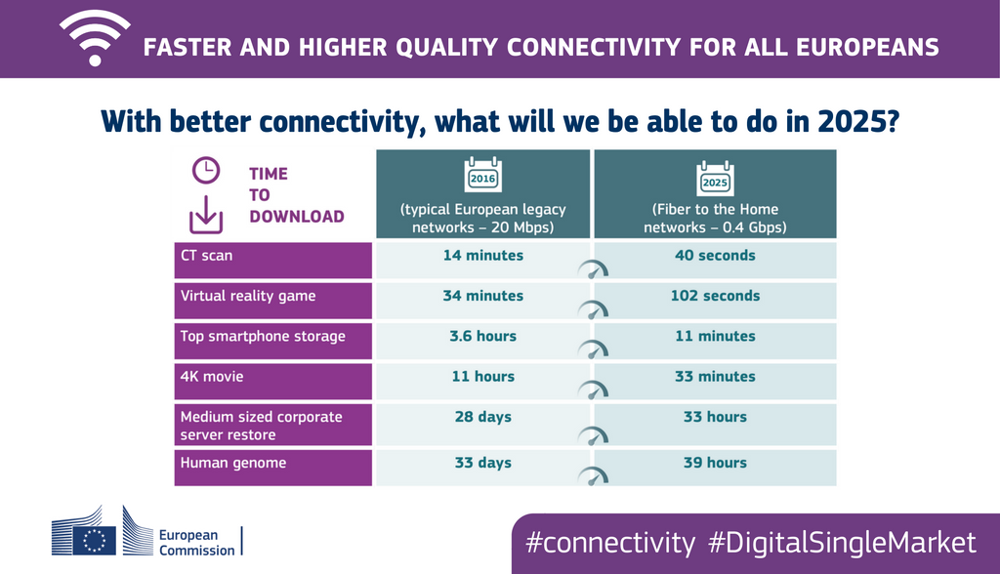 FASTER AND HIGHER QUALITY CONNECTIVITY FOR ALL EUROPEANS
With better connectivity, what will we be able to do in 2025?
TIME
TO
DOWNLOAD
2016
(typical European legacy
networks – 20 Mbps)
2025
(Fiber to the Home
networks – 0.4 Gbps)
CT scan
14 minutes
40 seconds
Virtual reality game
34 minutes
102 seconds
Top smartphone storage
3.6 hours
11 minutes
4K movie
11 hours
33 minutes
Medium sized corporate
server restore
28 days
33 hours
Human genome
33 days
39 hours
European
Commission
#connectivity #DigitalSingleMarket